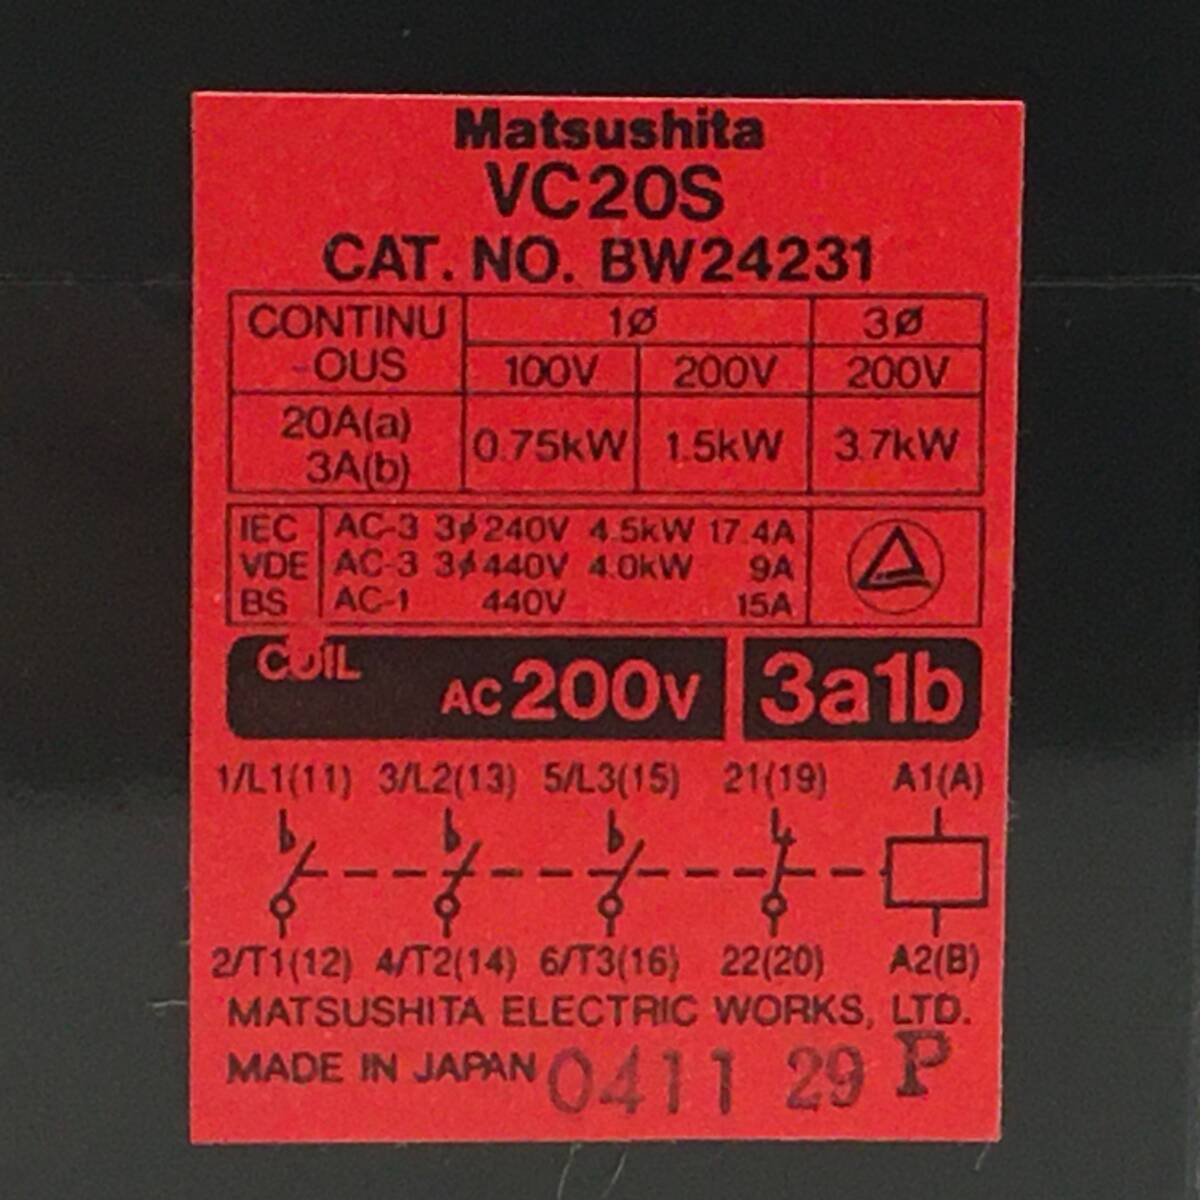 Matsushita
VC20S
CAT. NO. BW24231
CONTINU 1ø 3ø
-OUS 100V 200V 200V
20A(a) 0.75kW 1.5kW 3.7kW
3A(b)
IEC AC-3 3ø 240V 4.5kW 17.4A
VDE AC-3 3ø 440V 4.0kW 9A
BS AC-1 440V 15A
COIL AC 200V 3a1b
1/L1(11) 3/L2(13) 5/L3(15) 21(19) A1(A)
2/T1(12) 4/T2(14) 6/T3(16) 22(20) A2(B)
MATSUSHITA ELECTRIC WORKS, LTD.
MADE IN JAPAN 0411 29 P